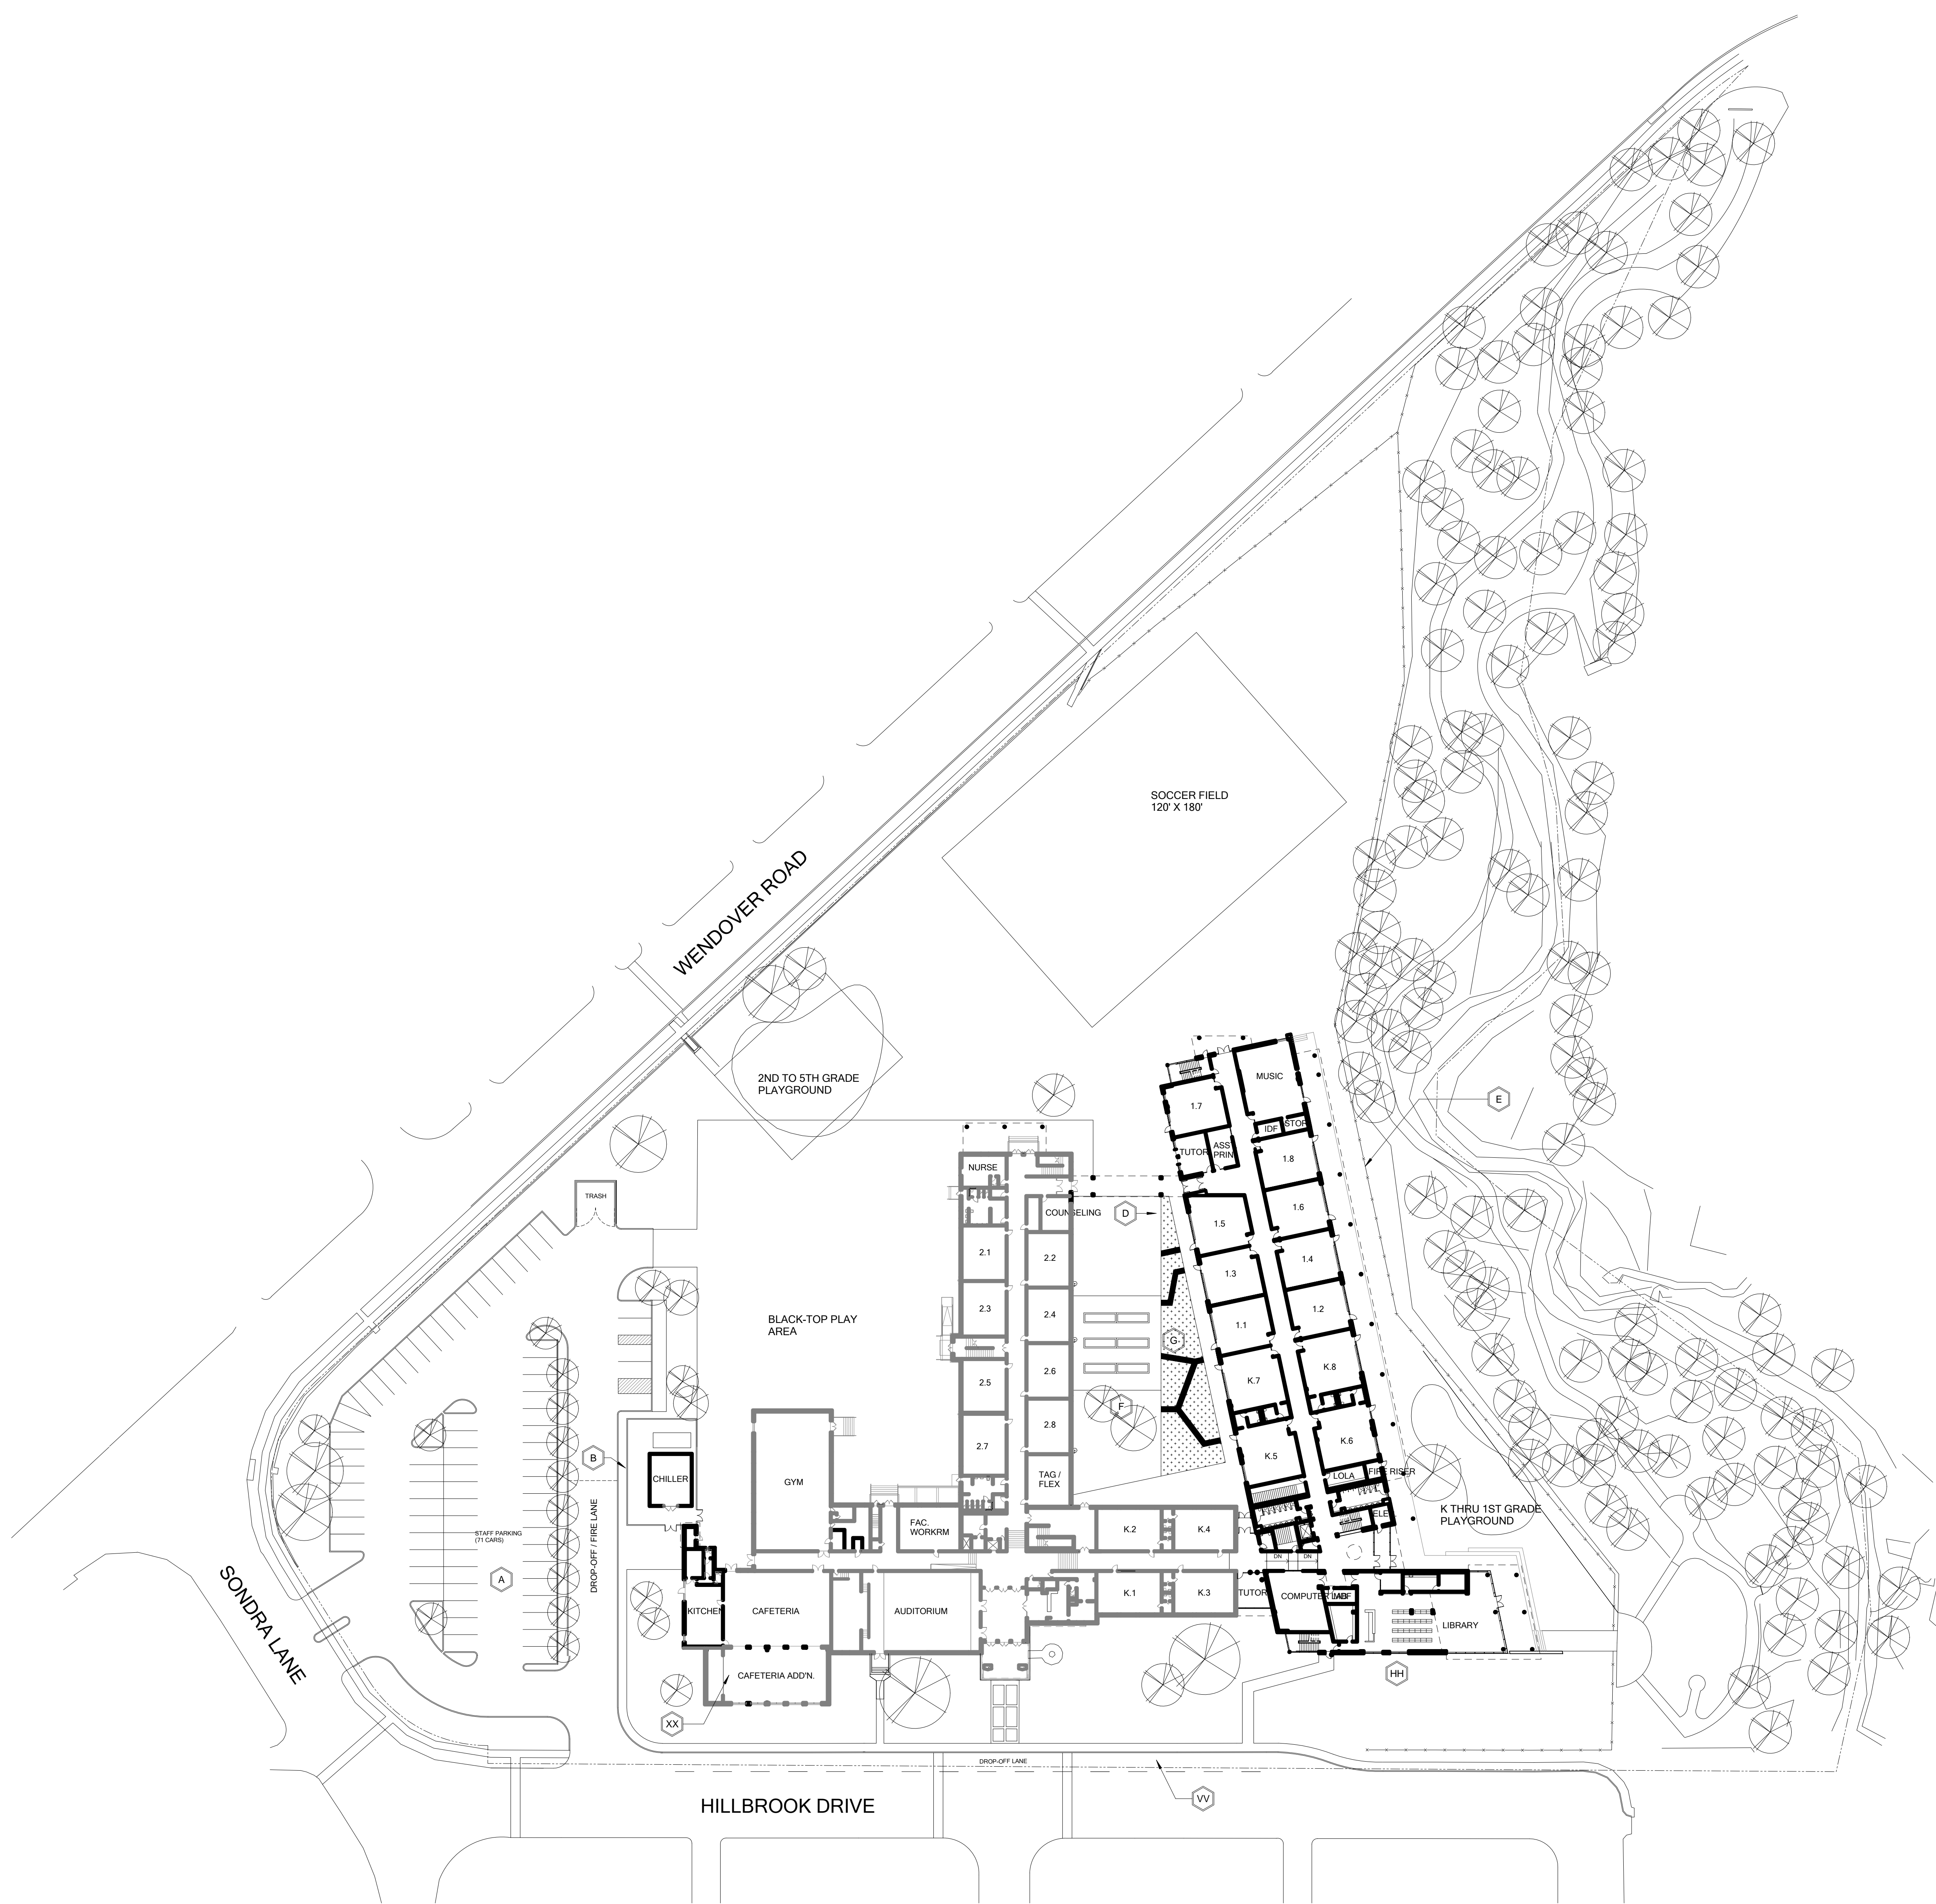 SOCCER FIELD
120' X 180'
WENDOVER ROAD
2ND TO 5TH GRADE
PLAYGROUND
MUSIC
E
1.7
IDF
STOR
TUTOR
ASST
PRIN
1.8
NURSE
TRASH
COUNSELING
D
1.6
1.5
2.1
2.2
1.4
1.3
2.3
2.4
1.2
BLACK-TOP PLAY
AREA
1.1
G
2.5
2.6
K.8
K.7
F
2.8
2.7
K.6
K.5
B
CHILLER
GYM
TAG /
FLEX
LOLA
FIRE RISER
K THRU 1ST GRADE
PLAYGROUND
ELEC
FAC.
WORKRM
K.2
K.4
STAFF PARKING
(71 CARS)
DROP-OFF / FIRE LANE
DN
DN
A
SONDRA LANE
K.1
K.3
TUTOR
COMPUTER LAB
MDF
KITCHEN
CAFETERIA
AUDITORIUM
LIBRARY
CAFETERIA ADD'N.
HH
XX
DROP-OFF LANE
VV
HILLBROOK DRIVE